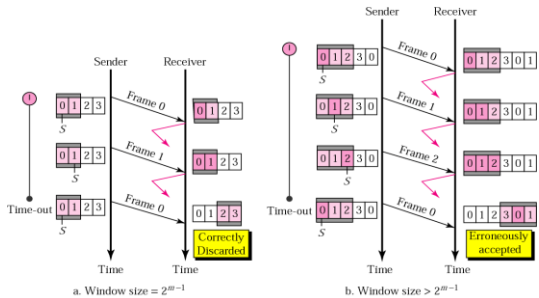 Sender Receiver
0 1 2 3
S
Frame 0
0 1 2 3
0 1 2 3
S
Frame 1
0 1 2 3
Time-out
0 1 2 3
S
Frame 0
0 1 2 3
Correctly
Discarded
Time Time
a. Window size = 2^{m−1}
Sender Receiver
0 1 2 3 0
S
Frame 0
0 1 2 3 0 1
0 1 2 3 0
S
Frame 1
0 1 2 3 0 1
0 1 2 3 0
S
Frame 2
0 1 2 3 0 1
Time-out
0 1 2 3 0
S
Frame 0
0 1 2 3 0 1
Erroneously
accepted
Time Time
b. Window size > 2^{m−1}